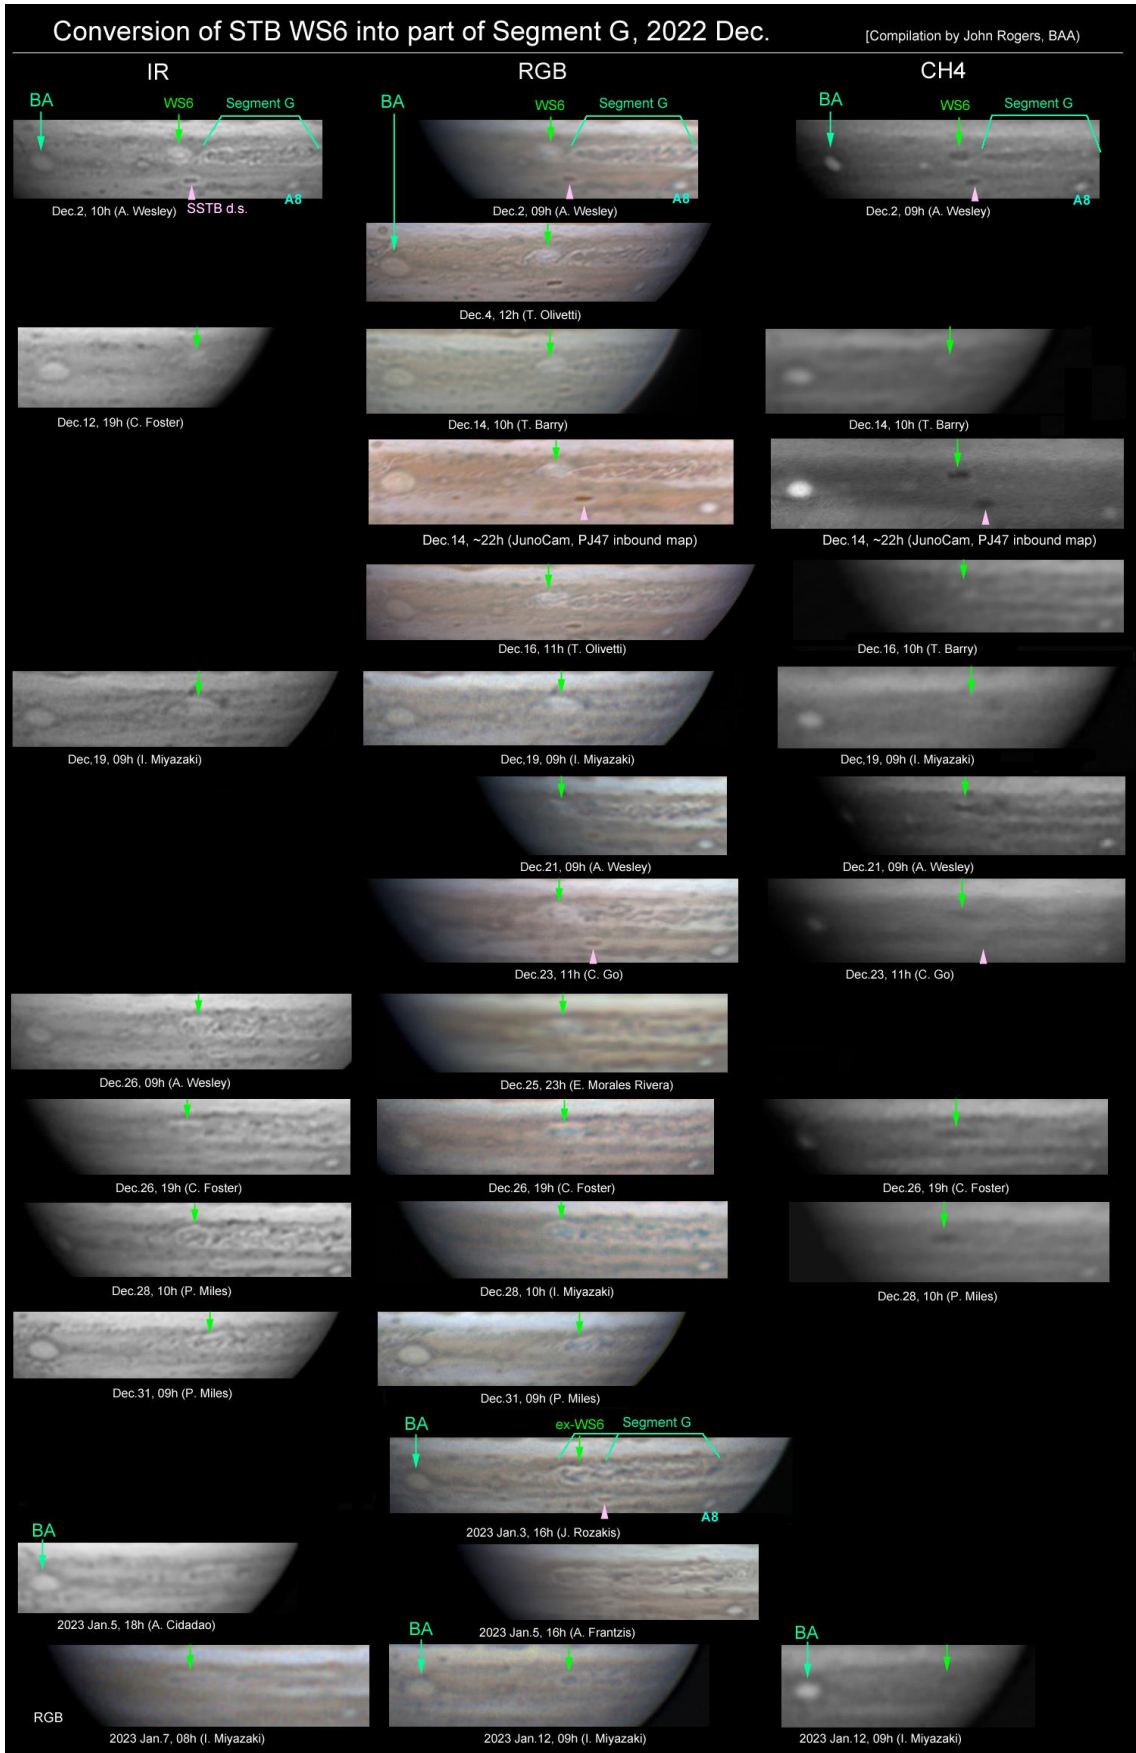 Conversion of STB WS6 into part of Segment G, 2022 Dec.
[Compilation by John Rogers, BAA)
IR
RGB
CH4
BA
WS6
Segment G
BA
WS6
Segment G
BA
WS6
Segment G
SSTB d.s.
A8
A8
A8
Dec.2, 10h (A. Wesley)
Dec.2, 09h (A. Wesley)
Dec.2, 09h (A. Wesley)
Dec.4, 12h (T. Olivetti)
Dec.12, 19h (C. Foster)
Dec.14, 10h (T. Barry)
Dec.14, 10h (T. Barry)
Dec.14, ~22h (JunoCam, PJ47 inbound map)
Dec.14, ~22h (JunoCam, PJ47 inbound map)
Dec.16, 11h (T. Olivetti)
Dec.16, 10h (T. Barry)
Dec,19, 09h (I. Miyazaki)
Dec,19, 09h (I. Miyazaki)
Dec,19, 09h (I. Miyazaki)
Dec.21, 09h (A. Wesley)
Dec.21, 09h (A. Wesley)
Dec.23, 11h (C. Go)
Dec.23, 11h (C. Go)
Dec.26, 09h (A. Wesley)
Dec.25, 23h (E. Morales Rivera)
Dec.26, 19h (C. Foster)
Dec.26, 19h (C. Foster)
Dec.26, 19h (C. Foster)
Dec.28, 10h (P. Miles)
Dec.28, 10h (I. Miyazaki)
Dec.28, 10h (P. Miles)
Dec.31, 09h (P. Miles)
Dec.31, 09h (P. Miles)
BA
ex-WS6
Segment G
A8
2023 Jan.3, 16h (J. Rozakis)
BA
2023 Jan.5, 18h (A. Cidadao)
2023 Jan.5, 16h (A. Frantzis)
BA
BA
RGB
2023 Jan.7, 08h (I. Miyazaki)
2023 Jan.12, 09h (I. Miyazaki)
2023 Jan.12, 09h (I. Miyazaki)